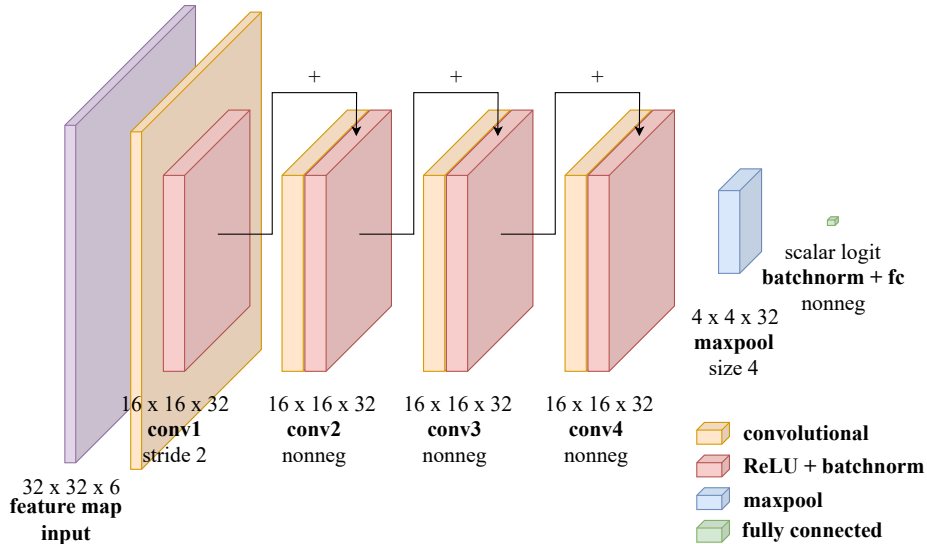 +
+
+
32 x 32 x 6
feature map
input
16 x 16 x 32
conv1
stride 2
16 x 16 x 32
conv2
nonneg
16 x 16 x 32
conv3
nonneg
16 x 16 x 32
conv4
nonneg
4 x 4 x 32
maxpool
size 4
scalar logit
batchnorm + fc
nonneg
convolutional
ReLU + batchnorm
maxpool
fully connected